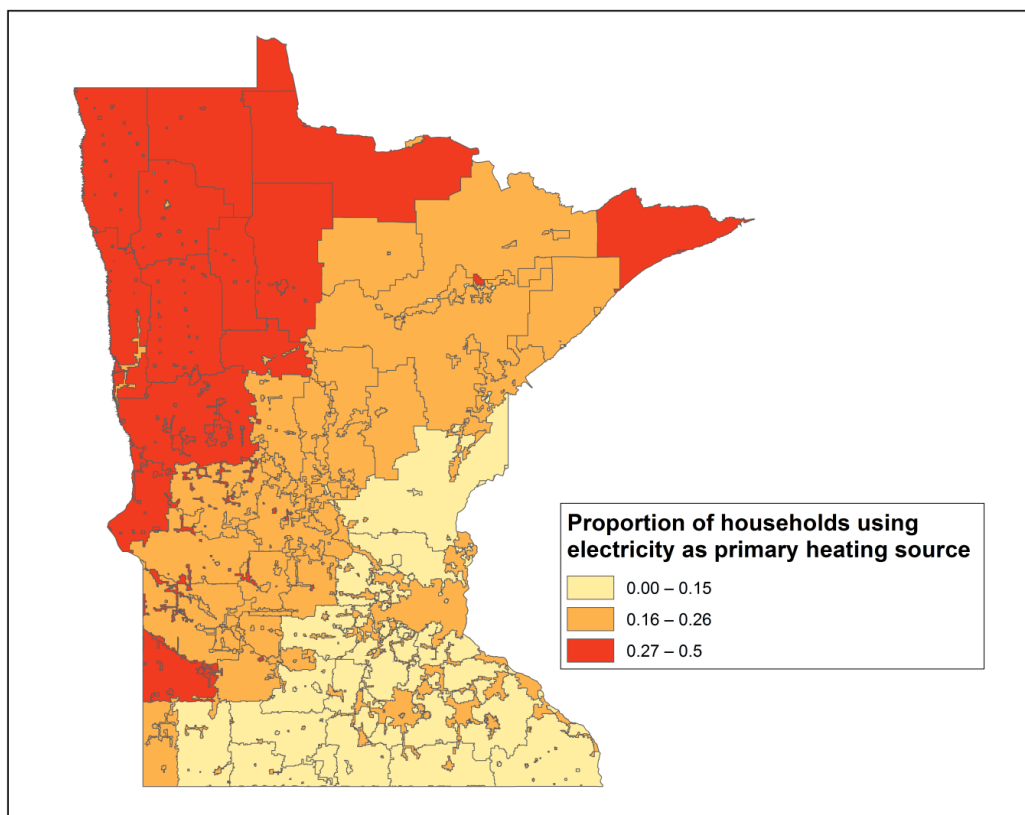 Proportion of households using
electricity as primary heating source
0.00 – 0.15
0.16 – 0.26
0.27 – 0.5